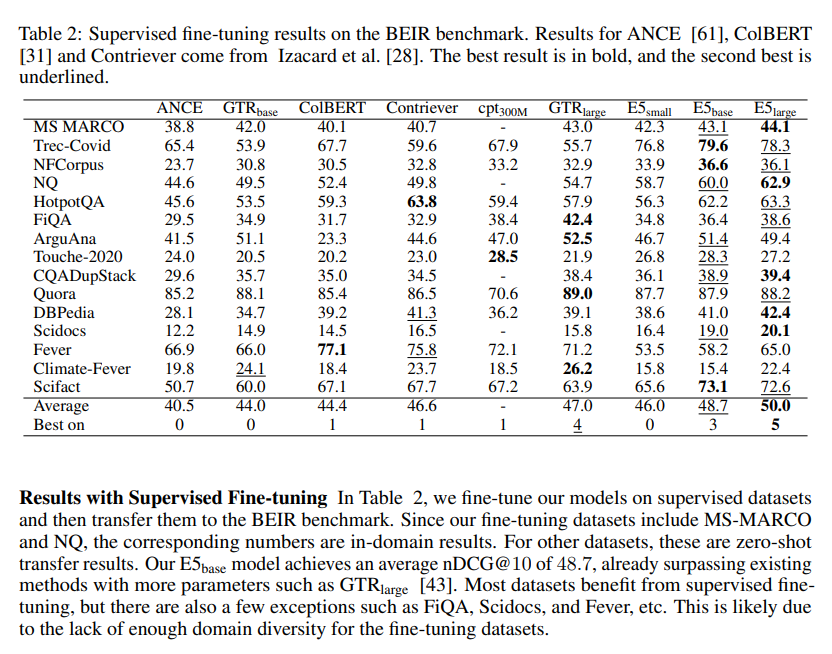 Table 2: Supervised fine-tuning results on the BEIR benchmark. Results for ANCE [61], ColBERT
[31] and Contriever come from Izacard et al. [28]. The best result is in bold, and the second best is
underlined.
ANCE GTRbase ColBERT Contriever cpt300M GTRlarge E5small E5base E5large
MS MARCO 38.8 42.0 40.1 40.7 - 43.0 42.3 43.1 44.1
Trec-Covid 65.4 53.9 67.7 59.6 67.9 55.7 76.8 79.6 78.3
NFCorpus 23.7 30.8 30.5 32.8 33.2 32.9 33.9 36.6 36.1
NQ 44.6 49.5 52.4 49.8 - 54.7 58.7 60.0 62.9
HotpotQA 45.6 53.5 59.3 63.8 59.4 57.9 56.3 62.2 63.3
FiQA 29.5 34.9 31.7 32.9 38.4 42.4 34.8 36.4 38.6
ArguAna 41.5 51.1 23.3 44.6 47.0 52.5 46.7 51.4 49.4
Touche-2020 24.0 20.5 20.2 23.0 28.5 21.9 26.8 28.3 27.2
CQADupStack 29.6 35.7 35.0 34.5 - 38.4 36.1 38.9 39.4
Quora 85.2 88.1 85.4 86.5 70.6 89.0 87.7 87.9 88.2
DBPedia 28.1 34.7 39.2 41.3 36.2 39.1 38.6 41.0 42.4
Scidocs 12.2 14.9 14.5 16.5 - 15.8 16.4 19.0 20.1
Fever 66.9 66.0 77.1 75.8 72.1 71.2 53.5 58.2 65.0
Climate-Fever 19.8 24.1 18.4 23.7 18.5 26.2 15.8 15.4 22.4
Scifact 50.7 60.0 67.1 67.7 67.2 63.9 65.6 73.1 72.6
Average 40.5 44.0 44.4 46.6 - 47.0 46.0 48.7 50.0
Best on 0 0 1 1 1 4 0 3 5
Results with Supervised Fine-tuning In Table 2, we fine-tune our models on supervised datasets
and then transfer them to the BEIR benchmark. Since our fine-tuning datasets include MS-MARCO
and NQ, the corresponding numbers are in-domain results. For other datasets, these are zero-shot
transfer results. Our E5base model achieves an average nDCG@10 of 48.7, already surpassing existing
methods with more parameters such as GTRlarge [43]. Most datasets benefit from supervised fine-
tuning, but there are also a few exceptions such as FiQA, Scidocs, and Fever, etc. This is likely due
to the lack of enough domain diversity for the fine-tuning datasets.